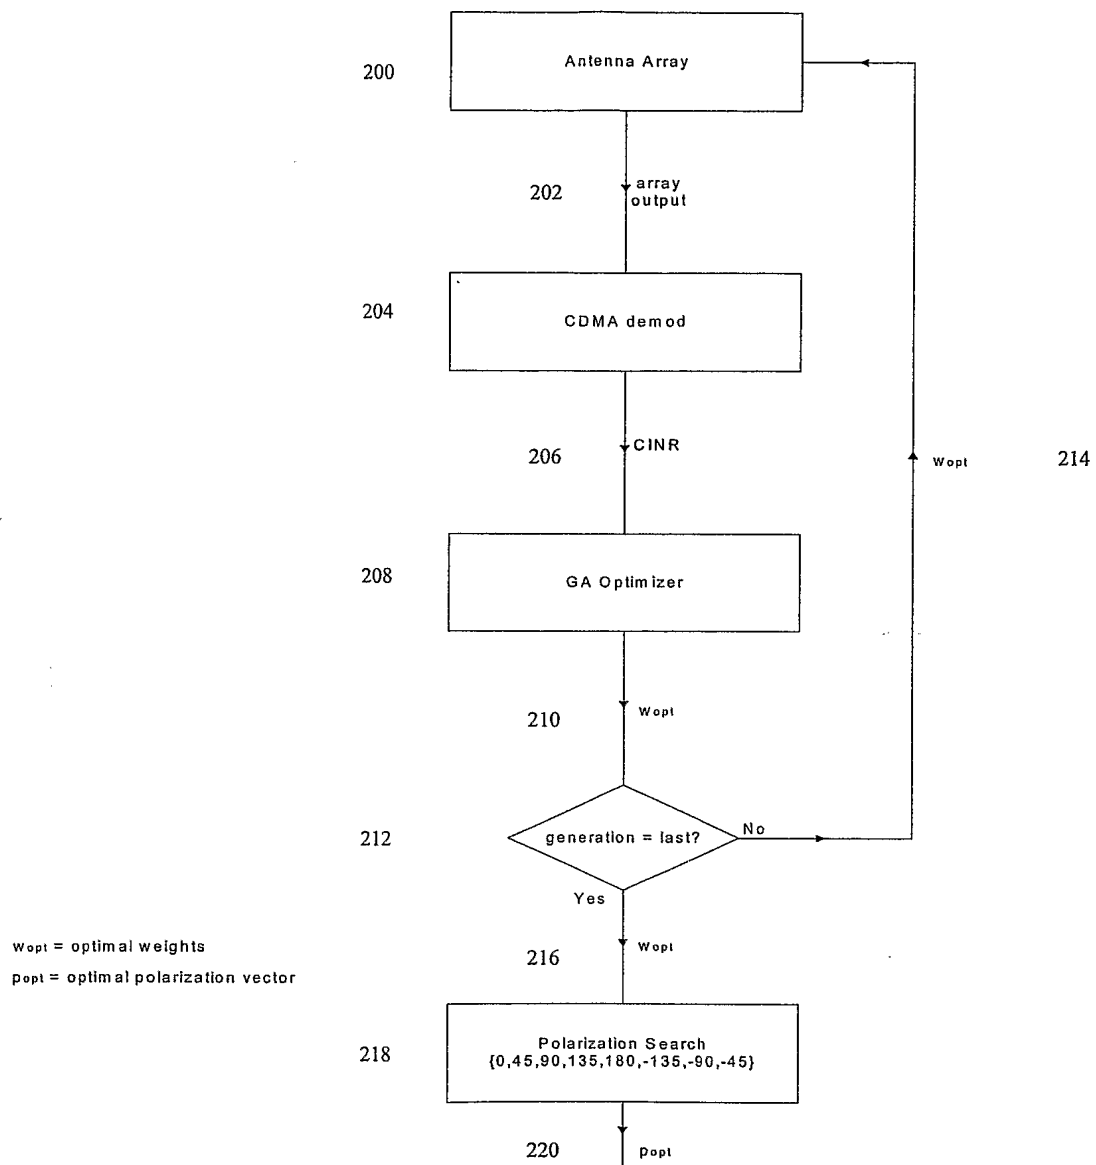 Antenna Array
200
202
array
output
204
CDMA demod
206
CINR
wopt
214
208
GA Optimizer
210
wopt
212
generation = last?
No
Yes
wopt = optimal weights
popt = optimal polarization vector
216
wopt
218
Polarization Search
{0,45,90,135,180,-135,-90,-45}
220
popt